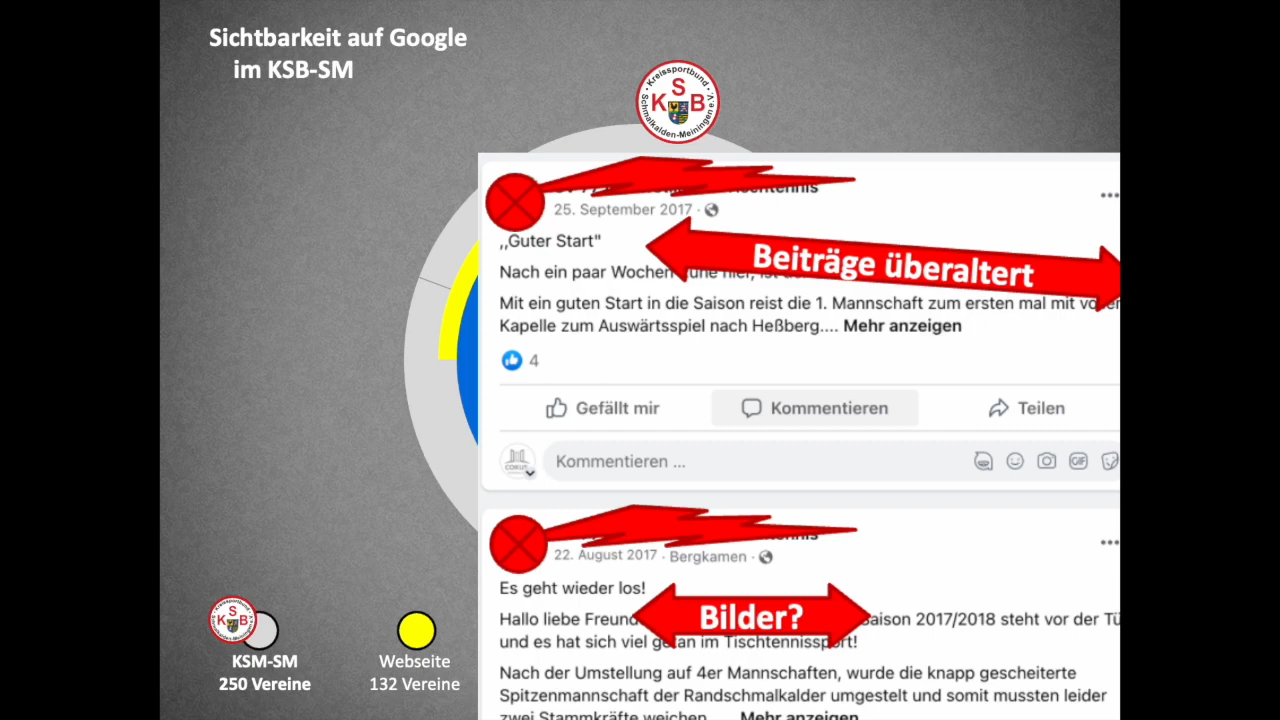 Sichtbarkeit auf Google
im KSB-SM
Kreissportbund
K S B
Schmalkalden-Meiningen e.V.
25. September 2017
,,Guter Start"
Beiträge überaltert
Nach ein paar Wochen
Mit ein guten Start in die Saison reist die 1. Mannschaft zum ersten mal mit
Kapelle zum Auswärtsspiel nach Heßberg.... Mehr anzeigen
4
Gefällt mir Kommentieren Teilen
Kommentieren ...
GIF
22. August 2017 · Bergkamen
Es geht wieder los!
Hallo liebe Freund Bilder? Saison 2017/2018 steht vor der Tü
und es hat sich viel getan im Tischtennissport!
Nach der Umstellung auf 4er Mannschaften, wurde die knapp gescheiterte
Spitzenmannschaft der Randschmalkalder umgestelt und somit mussten leider
zwei Stammkräfte weichen. Mehr anzeigen
K S B
KSM-SM
250 Vereine
Webseite
132 Vereine